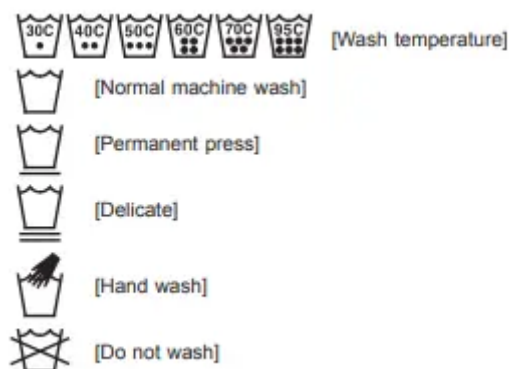 30C 40C 50C 60C 70C 95C [Wash temperature]
[Normal machine wash]
[Permanent press]
[Delicate]
[Hand wash]
[Do not wash]